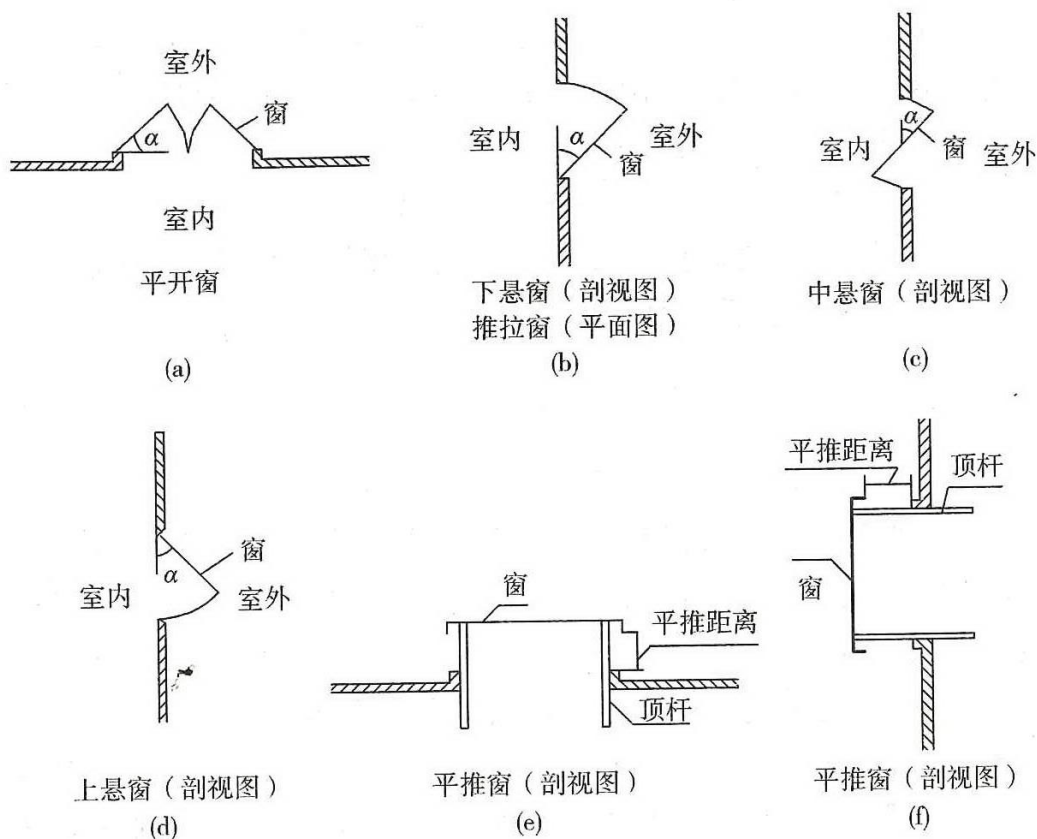 室外
窗
α
室内
平开窗
(a)
室内
α
室外
窗
下悬窗（剖视图）
推拉窗（平面图）
(b)
α
室内
窗
室外
中悬窗（剖视图）
(c)
窗
α
室内
室外
上悬窗（剖视图）
(d)
窗
平推距离
顶杆
平推窗（剖视图）
(e)
平推距离
顶杆
窗
平推窗（剖视图）
(f)